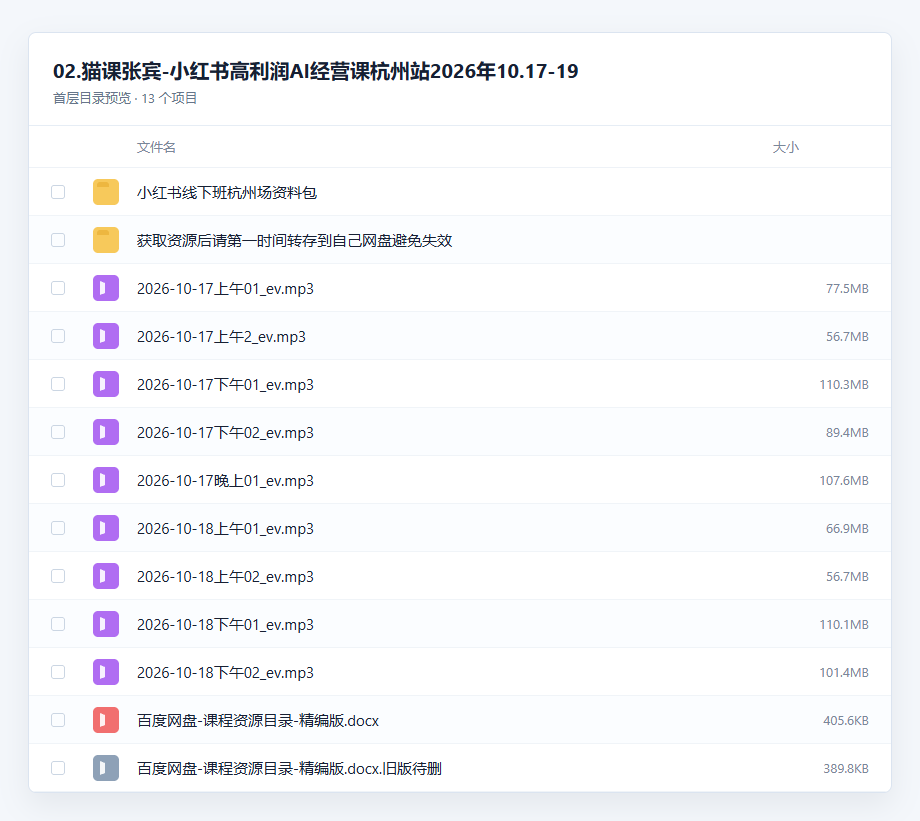 02.猫课张宾-小红书高利润AI经营课杭州站2026年10.17-19
首层目录预览 · 13 个项目
文件名 大小
小红书线下班杭州场资料包
获取资源后请第一时间转存到自己网盘避免失效
2026-10-17上午01_ev.mp3 77.5MB
2026-10-17上午2_ev.mp3 56.7MB
2026-10-17下午01_ev.mp3 110.3MB
2026-10-17下午02_ev.mp3 89.4MB
2026-10-17晚上01_ev.mp3 107.6MB
2026-10-18上午01_ev.mp3 66.9MB
2026-10-18上午02_ev.mp3 56.7MB
2026-10-18下午01_ev.mp3 110.1MB
2026-10-18下午02_ev.mp3 101.4MB
百度网盘-课程资源目录-精编版.docx 405.6KB
百度网盘-课程资源目录-精编版.docx.旧版待删 389.8KB